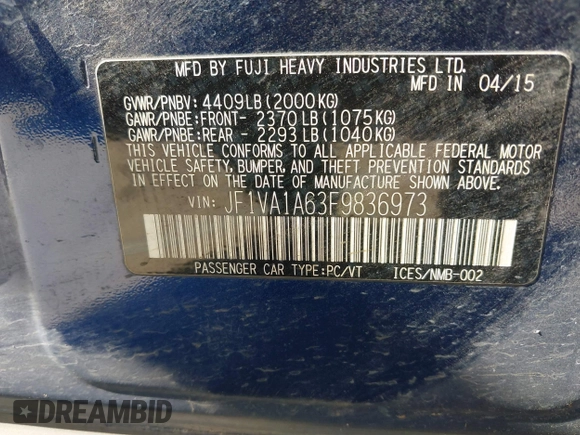 MFD BY FUJI HEAVY INDUSTRIES LTD.
MFD IN 04/15
GVWR/PNBV: 4409LB(2000KG)
GAWR/PNBE:FRONT- 2370LB(1075KG)
GAWR/PNBE:REAR - 2293LB(1040KG)
THIS VEHICLE CONFORMS TO ALL APPLICABLE FEDERAL MOTOR
VEHICLE SAFETY, BUMPER, AND THEFT PREVENTION STANDARDS
IN EFFECT ON THE DATE OF MANUFACTURE SHOWN ABOVE.
VIN: JF1VA1A63F9836973
PASSENGER CAR TYPE:PC/VT ICES/NMB-002
DREAMBID